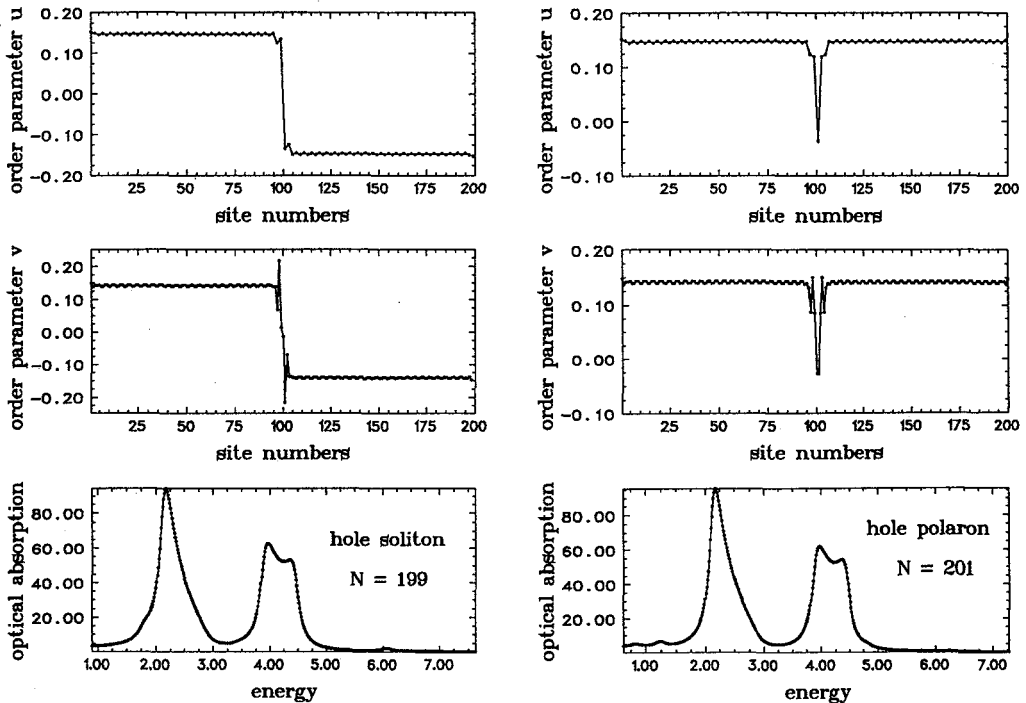 order parameter u
0.20
0.10
0.00
−0.10
−0.20
25 50 75 100 125 150 175 200
site numbers
order parameter u
0.20
0.10
0.00
−0.10
25 50 75 100 125 150 175 200
site numbers
order parameter v
0.20
0.10
0.00
−0.10
−0.20
25 50 75 100 125 150 175 200
site numbers
order parameter v
0.20
0.10
0.00
−0.10
25 50 75 100 125 150 175 200
site numbers
optical absorption
80.00
60.00
40.00
20.00
hole soliton
N = 199
1.00 2.00 3.00 4.00 5.00 6.00 7.00
energy
optical absorption
80.00
60.00
40.00
20.00
hole polaron
N = 201
1.00 2.00 3.00 4.00 5.00 6.00 7.00
energy